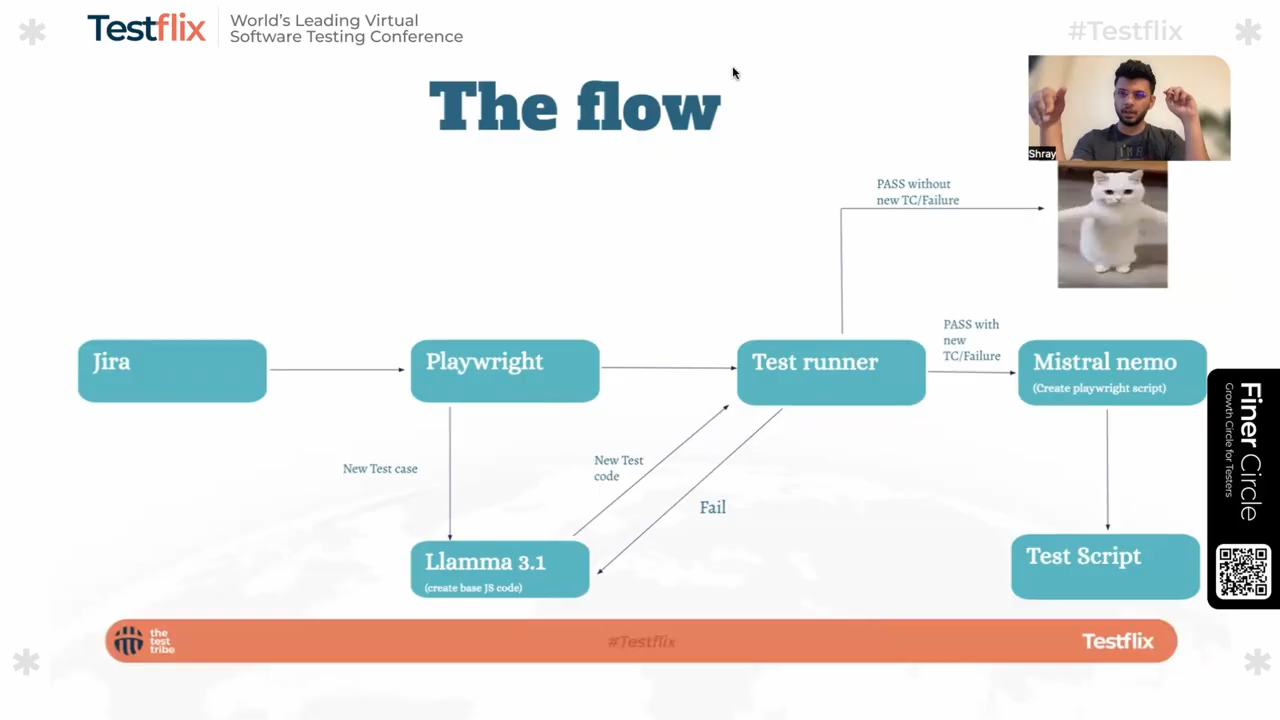 Testflix
World's Leading Virtual
Software Testing Conference
#Testflix
The flow
Shray
PASS without
new TC/Failure
PASS with
new
TC/Failure
Jira
Playwright
Test runner
Mistral nemo
(Create playwright script)
New Test case
New Test
code
Fail
Llamma 3.1
(create base JS code)
Test Script
Finer Circle
Growth Circle for Testers
the
test
tribe
#Testflix
Testflix